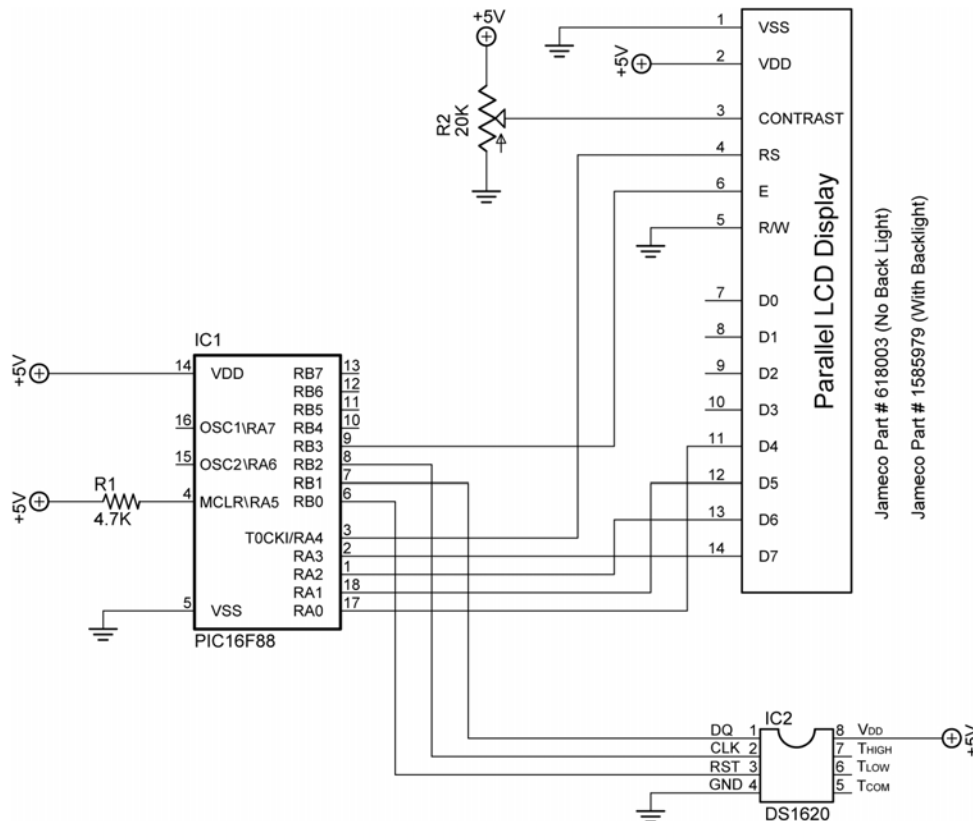 +5V
R2
20K
+5V
1
VSS
2
VDD
3
CONTRAST
4
RS
6
E
5
R/W
7
D0
8
D1
9
D2
10
D3
11
D4
12
D5
13
D6
14
D7
Parallel LCD Display
Jameco Part # 618003 (No Back Light)
Jameco Part # 1585979 (With Backlight)
IC1
+5V
14
VDD
16
OSC1\RA7
15
OSC2\RA6
+5V
R1
4.7K
4
MCLR\RA5
5
VSS
RB7
13
RB6
12
RB5
11
RB4
10
RB3
9
RB2
8
RB1
7
RB0
6
T0CKI/RA4
3
RA3
2
RA2
1
RA1
18
RA0
17
PIC16F88
IC2
DQ
1
CLK
2
RST
3
GND
4
8
VDD
7
THIGH
6
TLOW
5
TCOM
+5V
DS1620